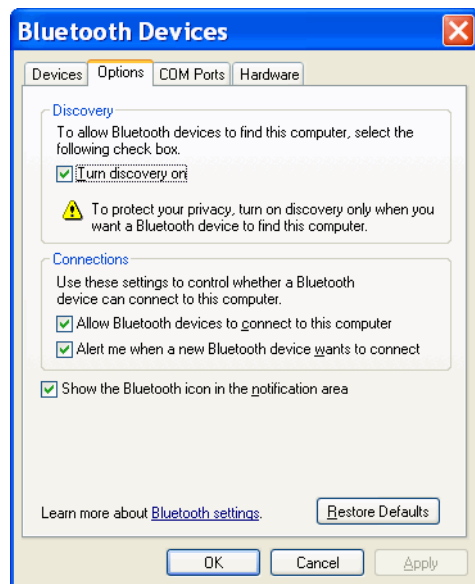 Bluetooth Devices
Devices Options COM Ports Hardware
Discovery
To allow Bluetooth devices to find this computer, select the
following check box.
Turn discovery on
To protect your privacy, turn on discovery only when you
want a Bluetooth device to find this computer.
Connections
Use these settings to control whether a Bluetooth
device can connect to this computer.
Allow Bluetooth devices to connect to this computer
Alert me when a new Bluetooth device wants to connect
Show the Bluetooth icon in the notification area
Learn more about Bluetooth settings. Restore Defaults
OK Cancel Apply